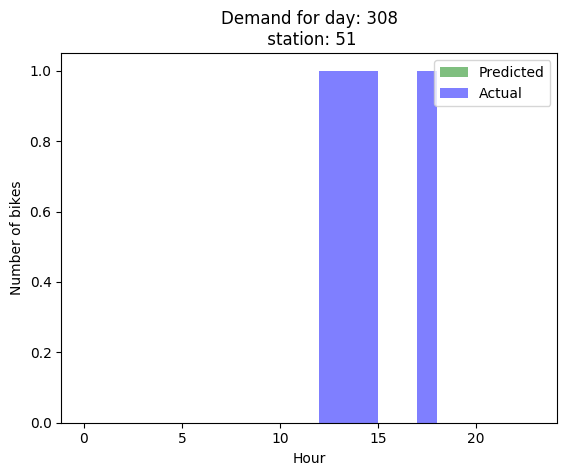 Demand for day: 308
station: 51
Predicted
Actual
1.0
0.8
0.6
0.4
0.2
0.0
Number of bikes
0 5 10 15 20
Hour